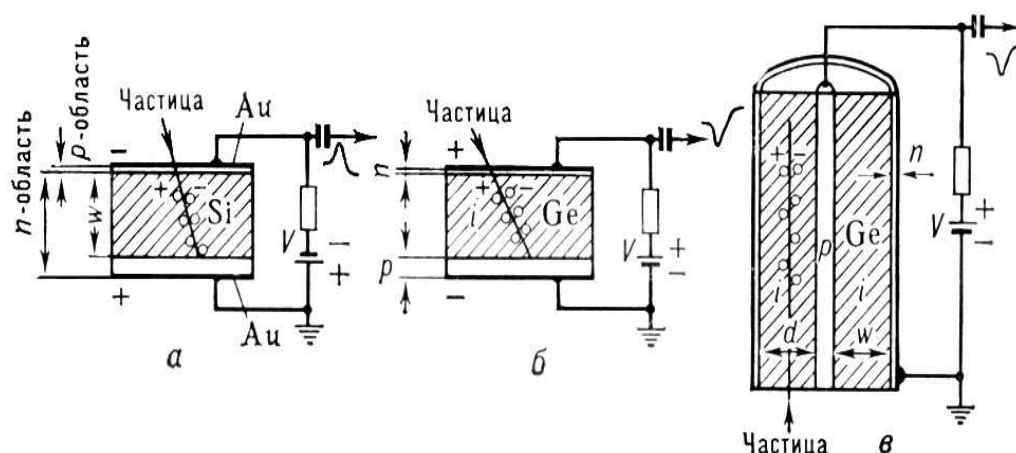 p-область
n-область
Частица
Au
−
+ −
w
Si
V
−
+
+
Au
а
Частица
+
n
+ −
i
Ge
p
V
+
−
−
б
n
+ −
p
Ge
V
+
−
i
i
d
w
Частица
в